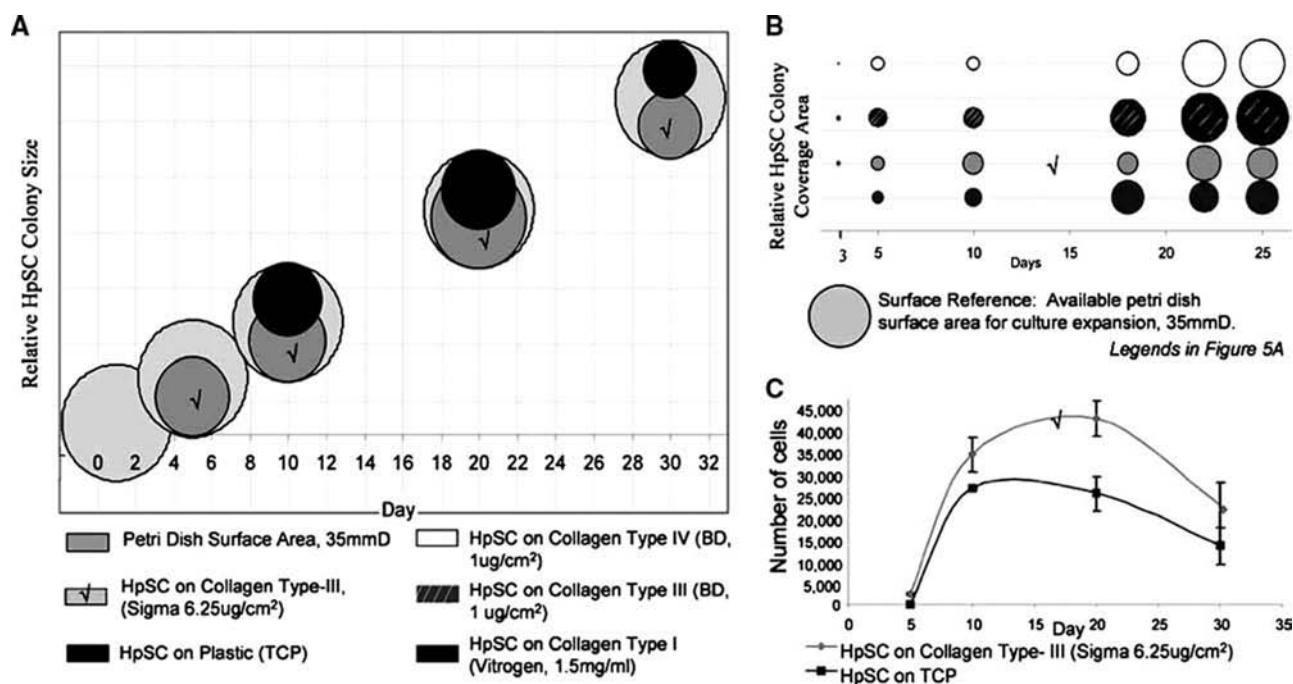 A
Relative HpSC Colony Size
0 2 4 6 8 10 12 14 16 18 20 22 24 26 28 30 32
Day
Petri Dish Surface Area, 35mmD
√ HpSC on Collagen Type-III,
(Sigma 6.25ug/cm²)
HpSC on Plastic (TCP)
HpSC on Collagen Type IV (BD,
1ug/cm²)
HpSC on Collagen Type III (BD,
1 ug/cm²)
HpSC on Collagen Type I
(Vitrogen, 1.5mg/ml)
B
Relative HpSC Colony
Coverage Area
√
3 5 10 15 20 25
Days
Surface Reference: Available petri dish
surface area for culture expansion, 35mmD.
Legends in Figure 5A
C
Number of cells
45,000
40,000
35,000
30,000
25,000
20,000
15,000
10,000
5,000
0
√
0 5 10 15 20 25 30 35
Day
HpSC on Collagen Type- III (Sigma 6.25ug/cm²)
HpSC on TCP